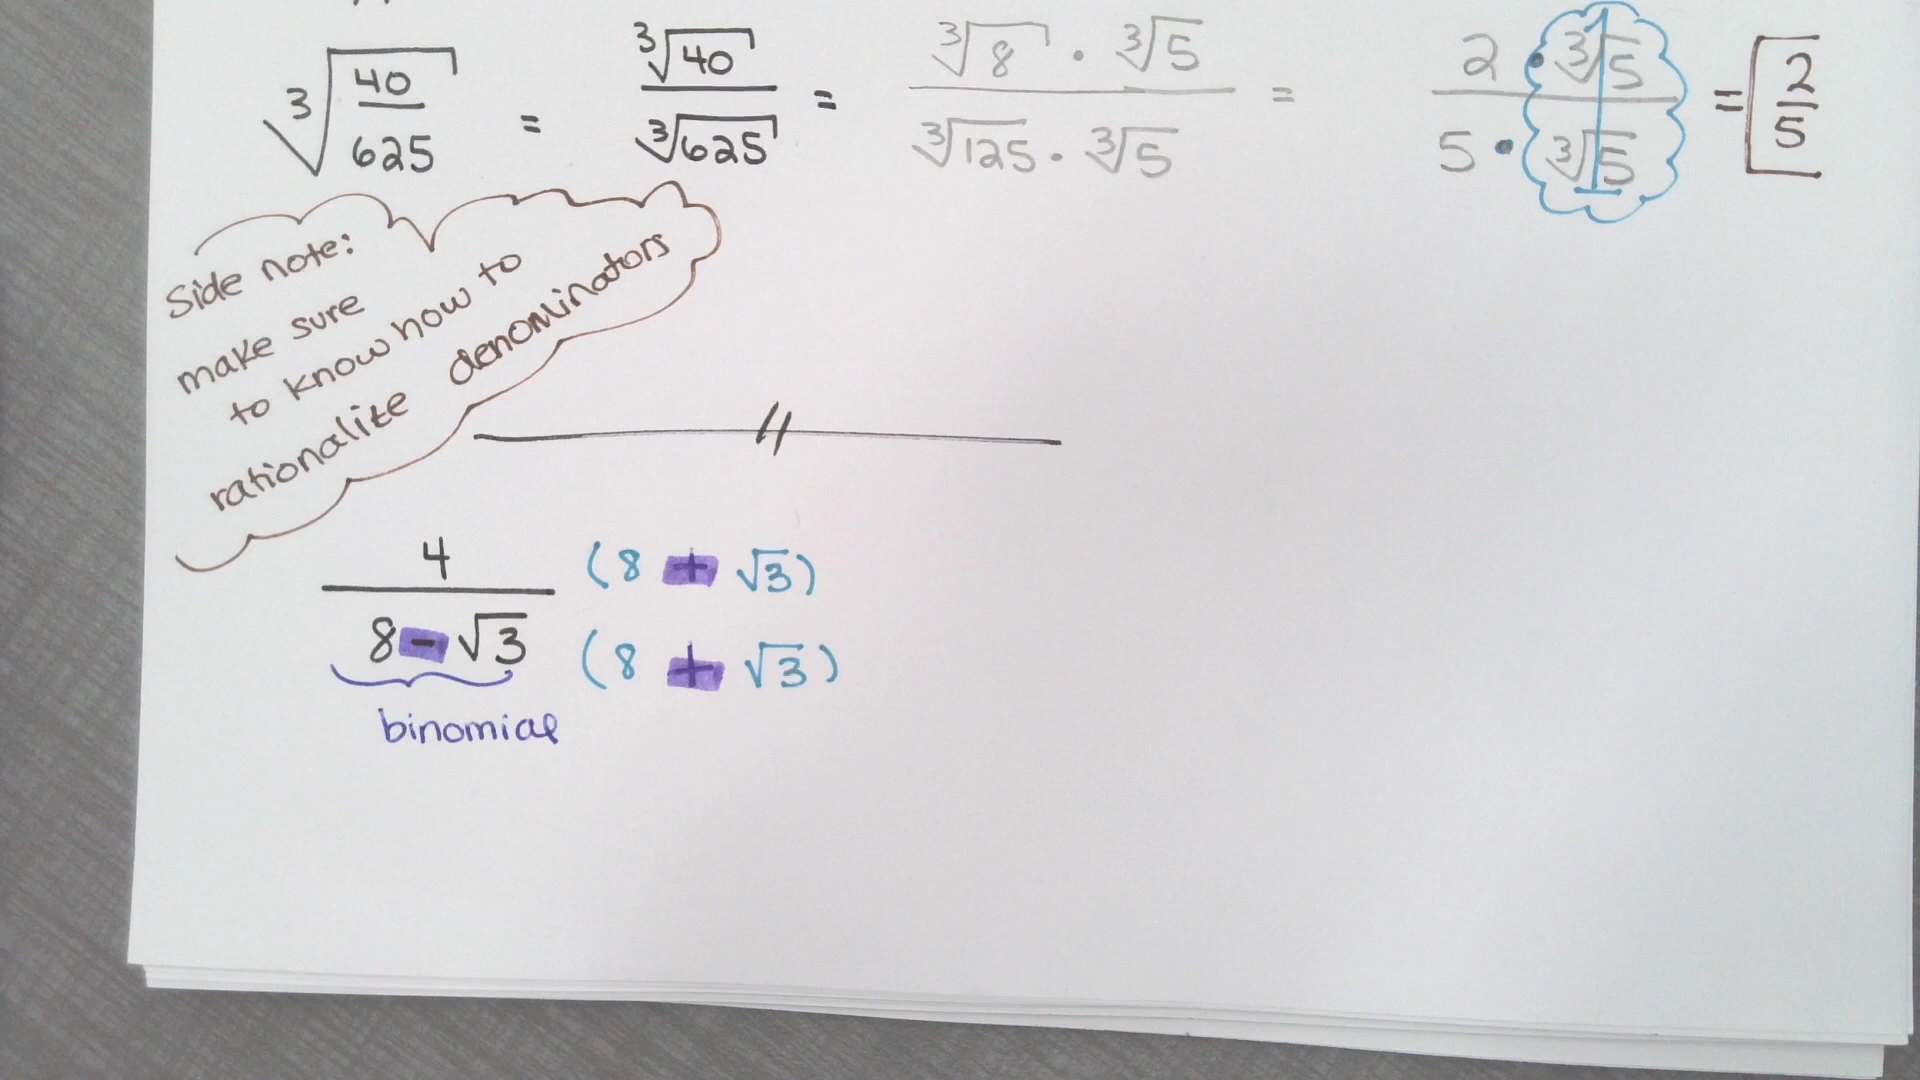 ∛(40/625) = ∛40/∛625 = (∛8 · ∛5)/(∛125 · ∛5) = (2 · ∛5)/(5 · ∛5) = 2/5
Side note:
make sure
to know how to
rationalize denominators
4 (8 + √3)
8 - √3 (8 + √3)
binomial